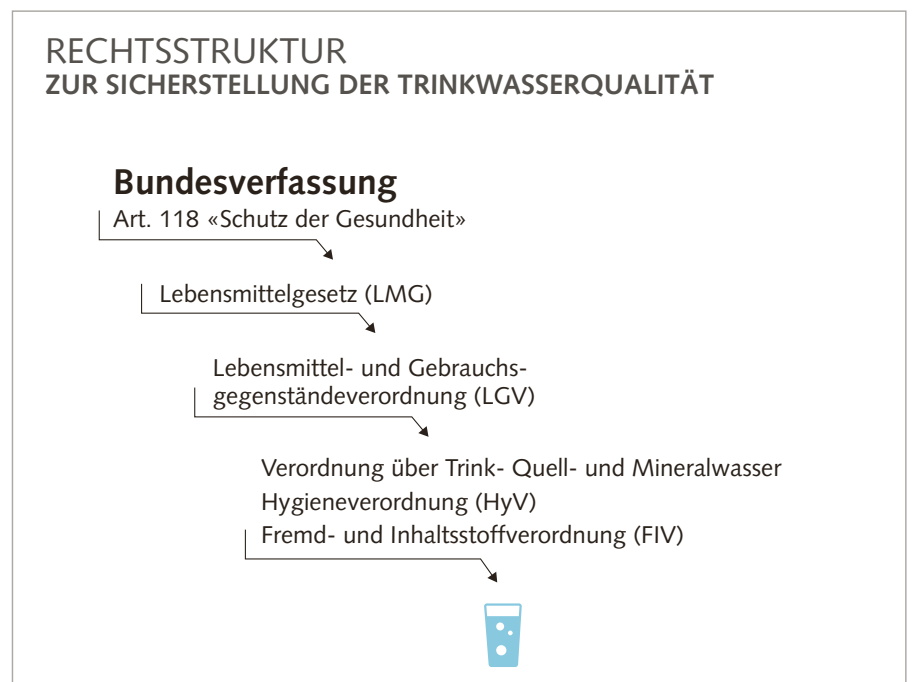 RECHTSSTRUKTUR
ZUR SICHERSTELLUNG DER TRINKWASSERQUALITÄT
Bundesverfassung
Art. 118 «Schutz der Gesundheit»
Lebensmittelgesetz (LMG)
Lebensmittel- und Gebrauchs-
gegenständeverordnung (LGV)
Verordnung über Trink- Quell- und Mineralwasser
Hygieneverordnung (HyV)
Fremd- und Inhaltsstoffverordnung (FIV)